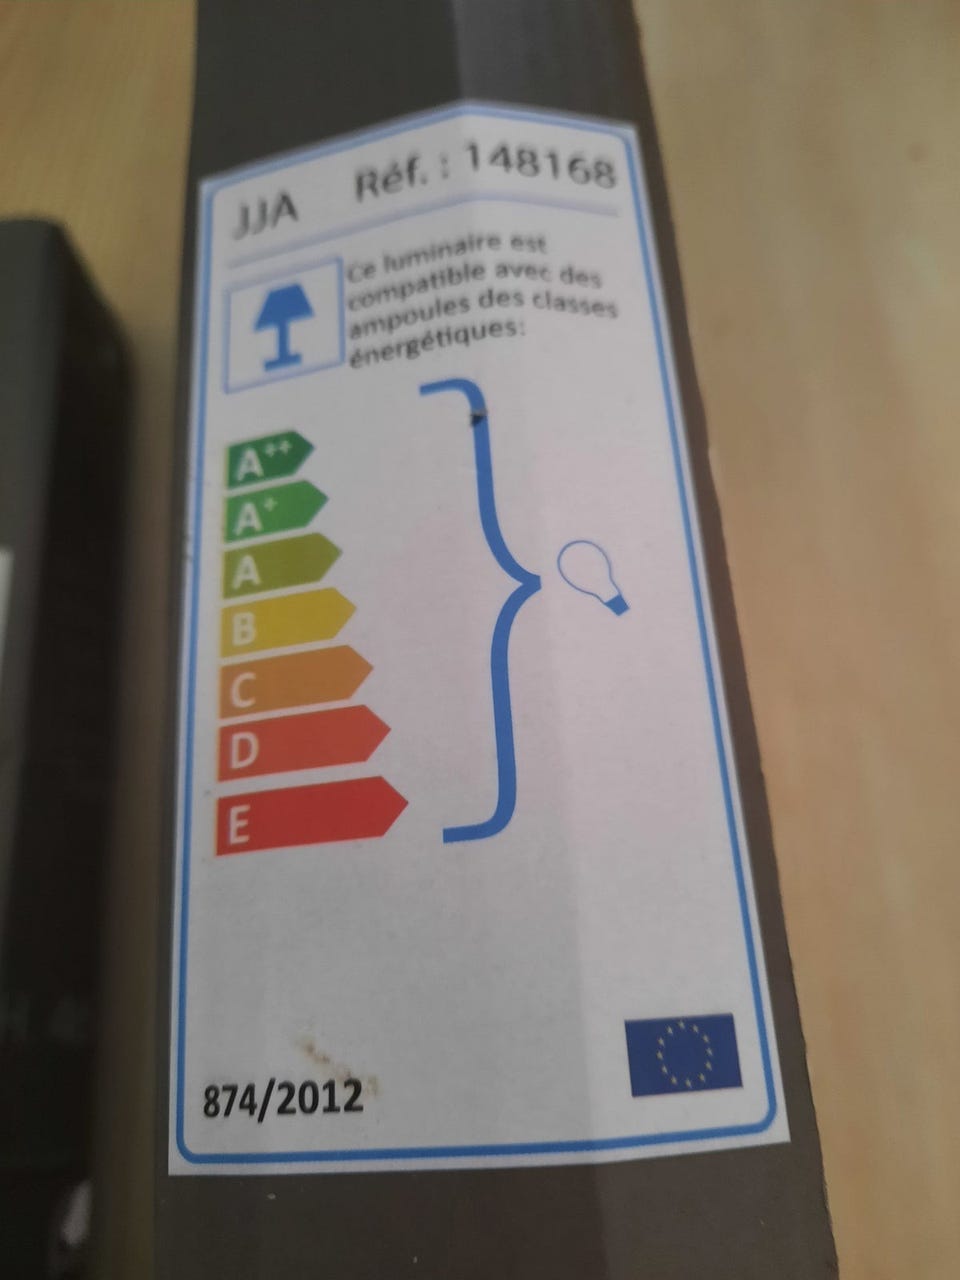 JJA Réf. : 148168
Ce luminaire est
compatible avec des
ampoules des classes
énergétiques:
A++
A+
A
B
C
D
E
874/2012